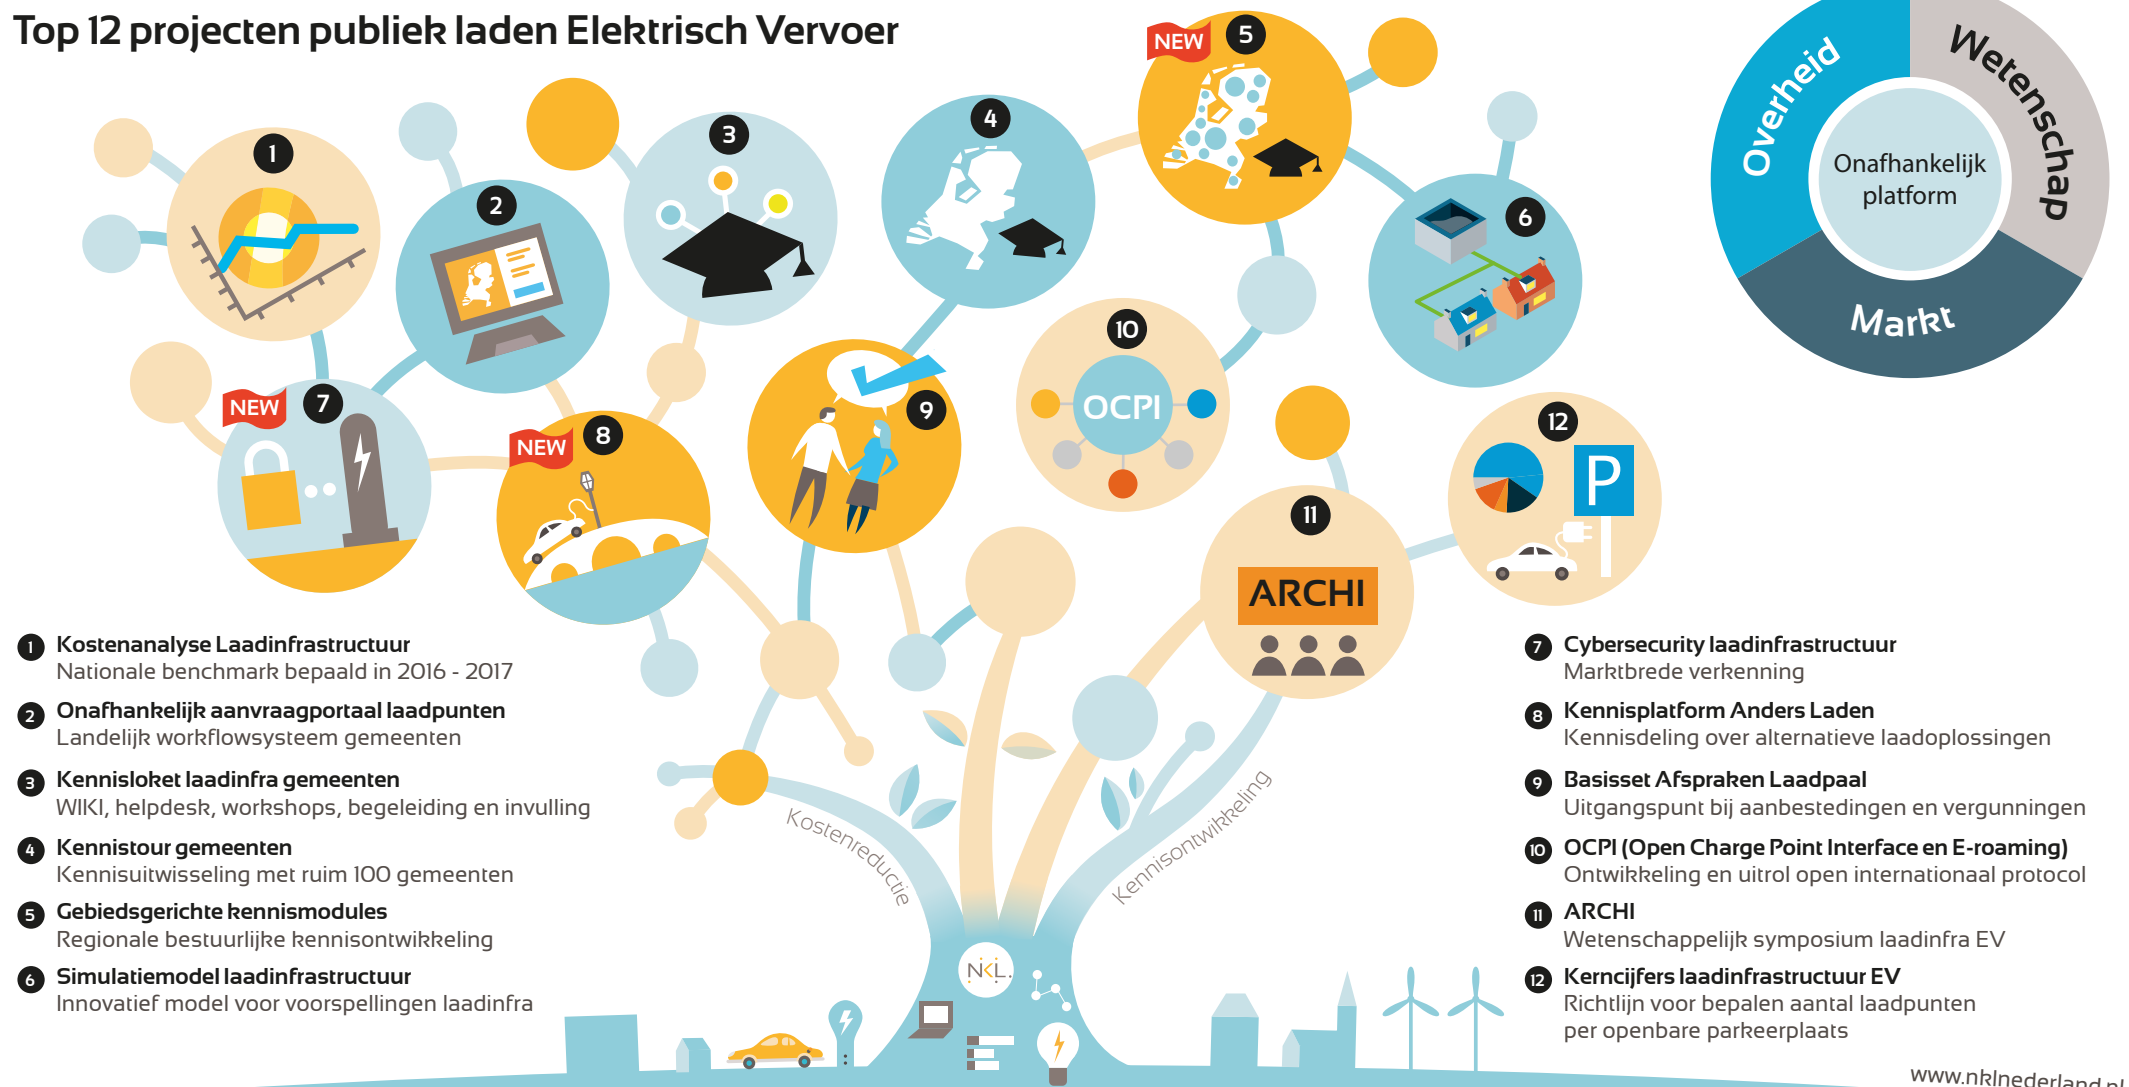 Top 12 projecten publiek laden Elektrisch Vervoer
1
2
3
4
NEW
5
6
NEW
7
NEW
8
9
10
OCPI
11
ARCHI
12
P
Overheid
Wetenschap
Markt
Onafhankelijk
platform
1 Kostenanalyse Laadinfrastructuur
Nationale benchmark bepaald in 2016 - 2017
2 Onafhankelijk aanvraagportaal laadpunten
Landelijk workflowsysteem gemeenten
3 Kennisloket laadinfra gemeenten
WIKI, helpdesk, workshops, begeleiding en invulling
4 Kennistour gemeenten
Kennisuitwisseling met ruim 100 gemeenten
5 Gebiedsgerichte kennismodules
Regionale bestuurlijke kennisontwikkeling
6 Simulatiemodel laadinfrastructuur
Innovatief model voor voorspellingen laadinfra
Kostenreductie
Kennisontwikkeling
NKL.
7 Cybersecurity laadinfrastructuur
Marktbrede verkenning
8 Kennisplatform Anders Laden
Kennisdeling over alternatieve laadoplossingen
9 Basisset Afspraken Laadpaal
Uitgangspunt bij aanbestedingen en vergunningen
10 OCPI (Open Charge Point Interface en E-roaming)
Ontwikkeling en uitrol open internationaal protocol
11 ARCHI
Wetenschappelijk symposium laadinfra EV
12 Kerncijfers laadinfrastructuur EV
Richtlijn voor bepalen aantal laadpunten
per openbare parkeerplaats
www.nklnederland.nl